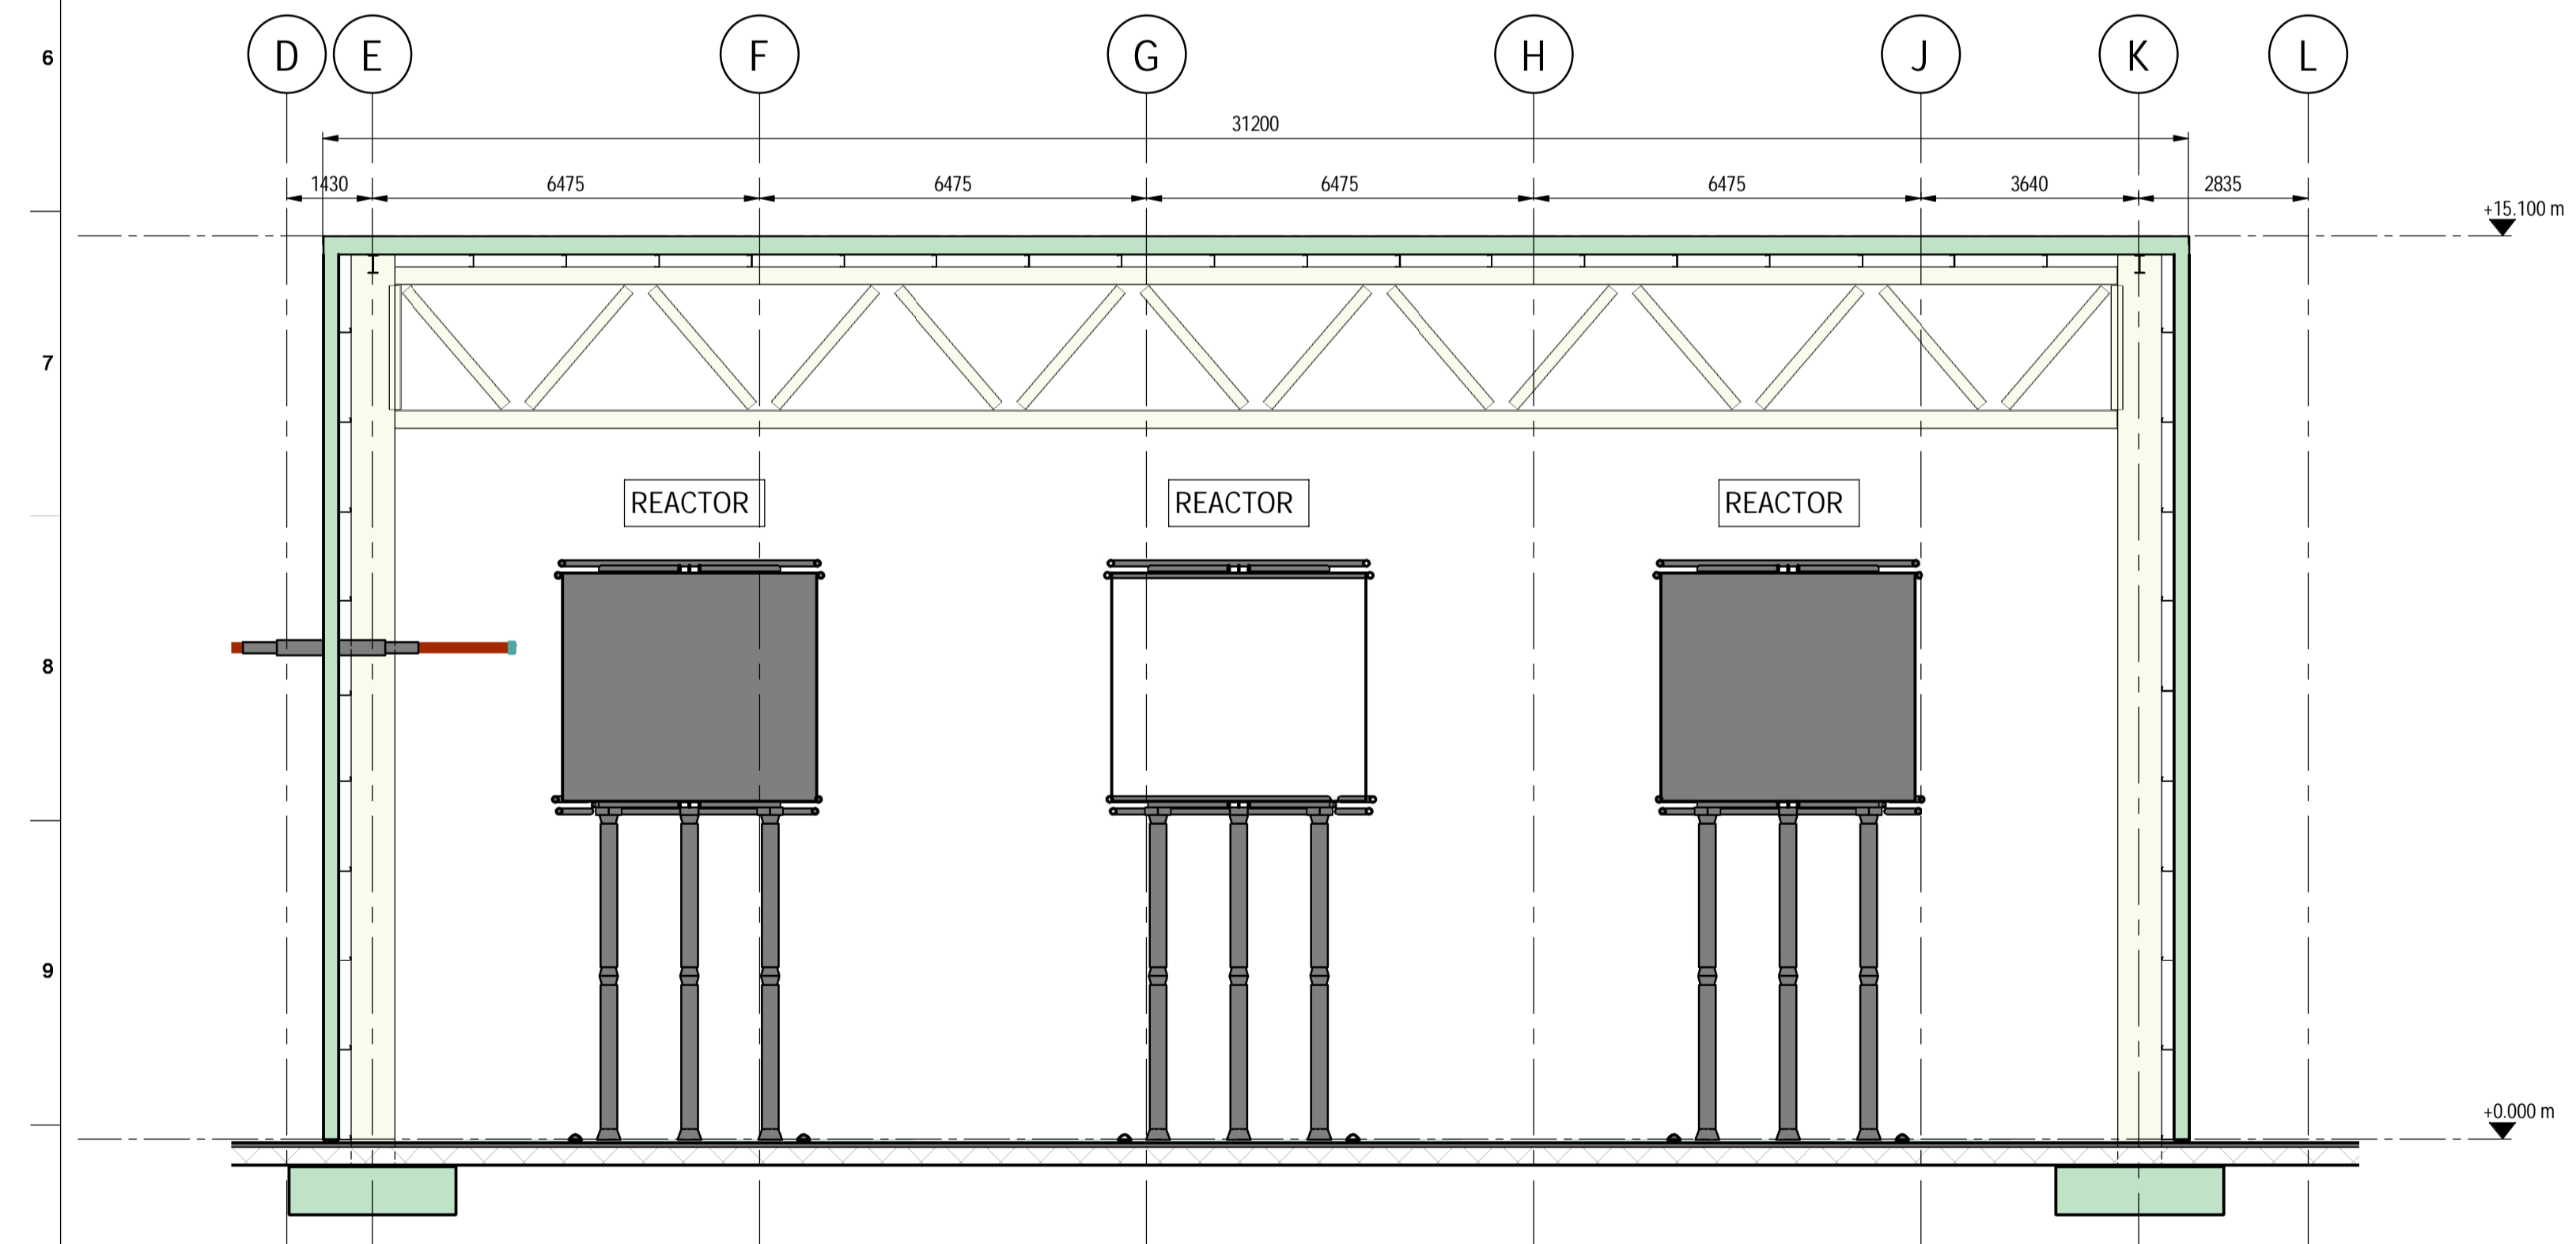 6
D E F G H J K L
31200
1430 6475 6475 6475 6475 3640 2835
+15.100 m
7
REACTOR REACTOR REACTOR
8
9
+0.000 m